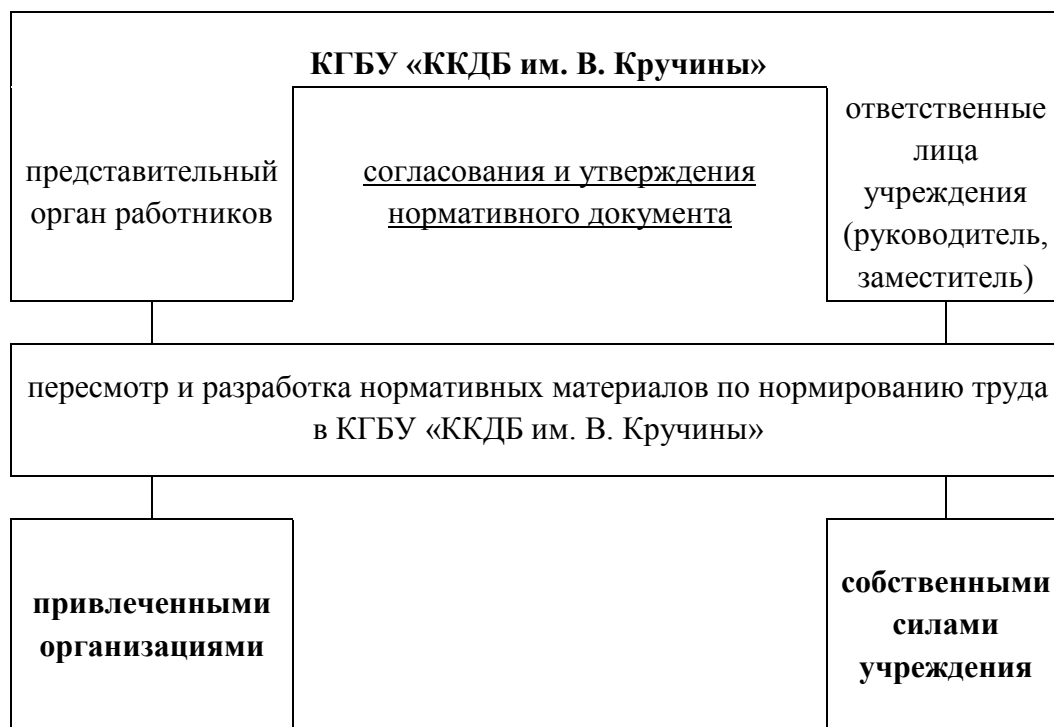 КГБУ «ККДБ им. В. Кручины»
представительный
орган работников
согласования и утверждения
нормативного документа
ответственные
лица
учреждения
(руководитель,
заместитель)
пересмотр и разработка нормативных материалов по нормированию труда
в КГБУ «ККДБ им. В. Кручины»
привлеченными
организациями
собственными
силами
учреждения